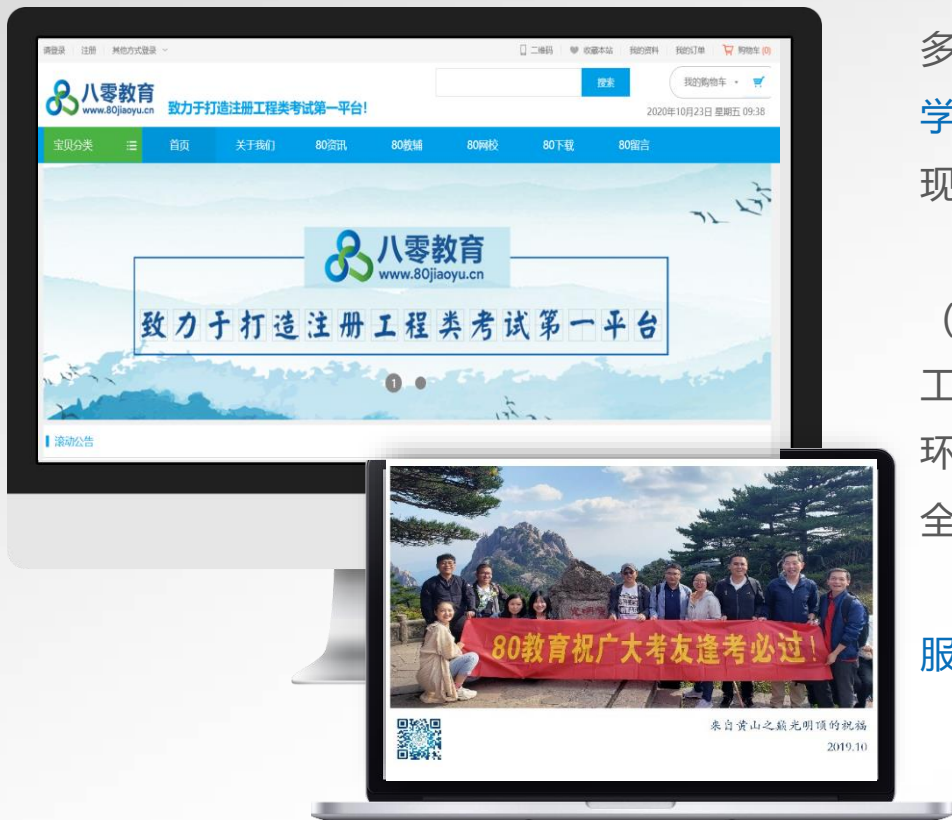 请登录 注册 其他方式登录
二维码 收藏本站 我的资料 我的订单 购物车 (0)
八零教育
www.80jiaoyu.cn
致力于打造注册工程类考试第一平台!
搜索
我的购物车
2020年10月23日 星期五 09:38
宝贝分类 首页 关于我们 80资讯 80教辅 80网校 80下载 80留言
八零教育
www.80jiaoyu.cn
致力于打造注册工程类考试第一平台
1
滚动公告
光明顶
80教育祝广大考友逢考必过!
来自黄山之巅光明顶的祝福
2019.10
多
学
现
(
工
环
全
服